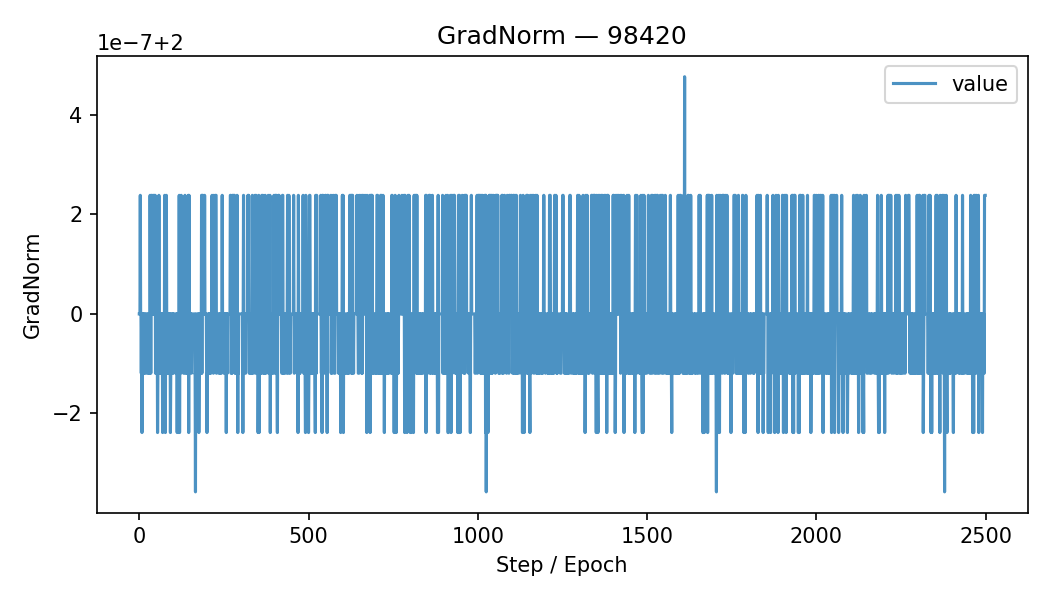 GradNorm — 98420
1e−7+2
value
4
2
0
−2
GradNorm
0 500 1000 1500 2000 2500
Step / Epoch